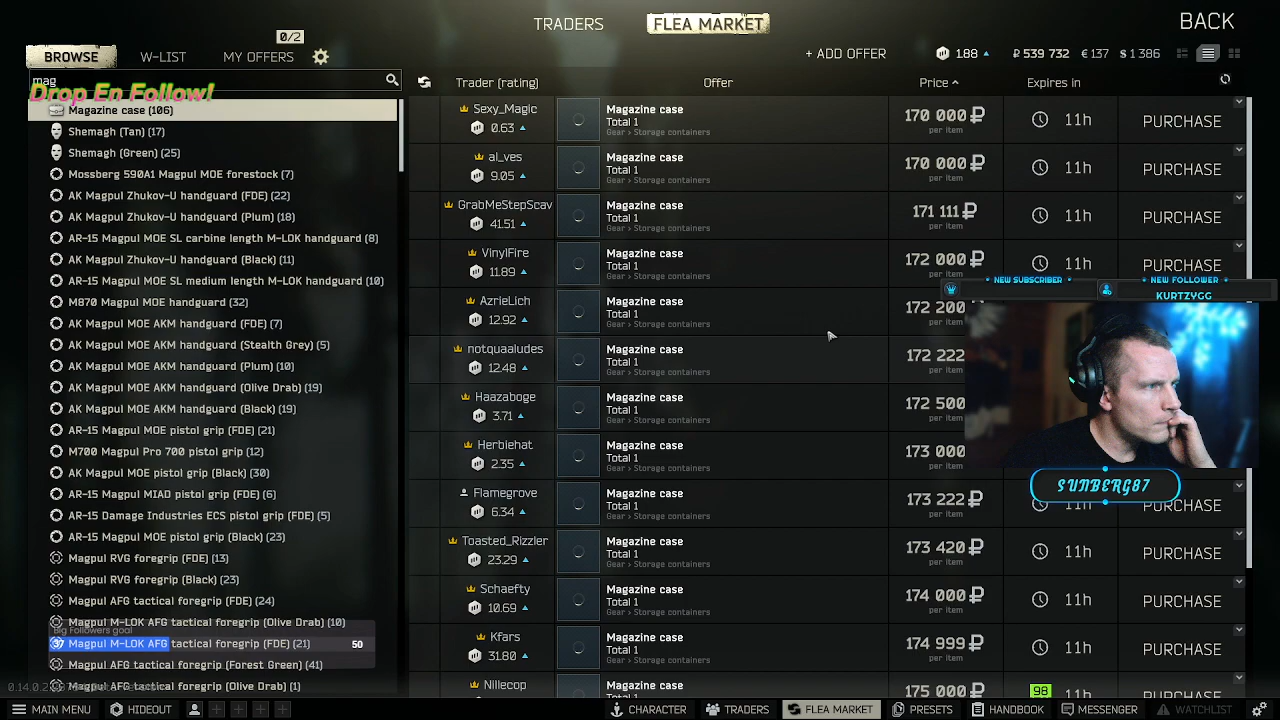 TRADERS FLEA MARKET BACK
0/2
BROWSE W-LIST MY OFFERS + ADD OFFER 188 ₽ 539 732 € 137 $ 1 386
mag
Drop En Follow!
Trader (rating) Offer Price Expires in
Magazine case (106)
Shemagh (Tan) (17)
Shemagh (Green) (25)
Mossberg 590A1 Magpul MOE forestock (7)
AK Magpul Zhukov-U handguard (FDE) (22)
AK Magpul Zhukov-U handguard (Plum) (18)
AR-15 Magpul MOE SL carbine length M-LOK handguard (8)
AK Magpul Zhukov-U handguard (Black) (11)
AR-15 Magpul MOE SL medium length M-LOK handguard (10)
M870 Magpul MOE handguard (32)
AK Magpul MOE AKM handguard (FDE) (7)
AK Magpul MOE AKM handguard (Stealth Grey) (5)
AK Magpul MOE AKM handguard (Plum) (10)
AK Magpul MOE AKM handguard (Olive Drab) (19)
AK Magpul MOE AKM handguard (Black) (19)
AR-15 Magpul MOE pistol grip (FDE) (21)
M700 Magpul Pro 700 pistol grip (12)
AK Magpul MOE pistol grip (Black) (30)
AR-15 Magpul MIAD pistol grip (FDE) (6)
AR-15 Damage Industries ECS pistol grip (FDE) (5)
AR-15 Magpul MOE pistol grip (Black) (23)
Magpul RVG foregrip (FDE) (13)
Magpul RVG foregrip (Black) (23)
Magpul AFG tactical foregrip (FDE) (24)
Magpul M-LOK AFG tactical foregrip (Olive Drab) (10)
Big Followers goal
37 Magpul M-LOK AFG tactical foregrip (FDE) (21) 50
Magpul AFG tactical foregrip (Forest Green) (41)
Magpul AFG tactical foregrip (Olive Drab) (1)
Sexy_Magic Magazine case 170 000 ₽
0.63 Total 1 per item 11h PURCHASE
Gear > Storage containers
al_ves Magazine case 170 000 ₽
9.05 Total 1 per item 11h PURCHASE
Gear > Storage containers
GrabMeStepScav Magazine case 171 111 ₽
41.51 Total 1 per item 11h PURCHASE
Gear > Storage containers
VinylFire Magazine case 172 000 ₽
11.89 Total 1 per item 11h PURCHASE
Gear > Storage containers
NEW SUBSCRIBER NEW FOLLOWER
KURTZYGG
AzrieLich Magazine case 172 200
12.92 Total 1 per item
Gear > Storage containers
notquaaludes Magazine case 172 222
12.48 Total 1 per item
Gear > Storage containers
Haazaboge Magazine case 172 500
3.71 Total 1 per item
Gear > Storage containers
Herbiehat Magazine case 173 000
2.35 Total 1 per item
Gear > Storage containers
SUNBERG87
Flamegrove Magazine case 173 222 ₽
6.34 Total 1 per item 11h PURCHASE
Gear > Storage containers
Toasted_Rizzler Magazine case 173 420 ₽
23.29 Total 1 per item 11h PURCHASE
Gear > Storage containers
Schaefty Magazine case 174 000 ₽
10.69 Total 1 per item 11h PURCHASE
Gear > Storage containers
Kfars Magazine case 174 999 ₽
31.80 Total 1 per item 11h PURCHASE
Gear > Storage containers
Nillecop Magazine case 175 000 ₽ 98 11h PURCHASE
MAIN MENU HIDEOUT CHARACTER TRADERS FLEA MARKET PRESETS HANDBOOK MESSENGER WATCHLIST